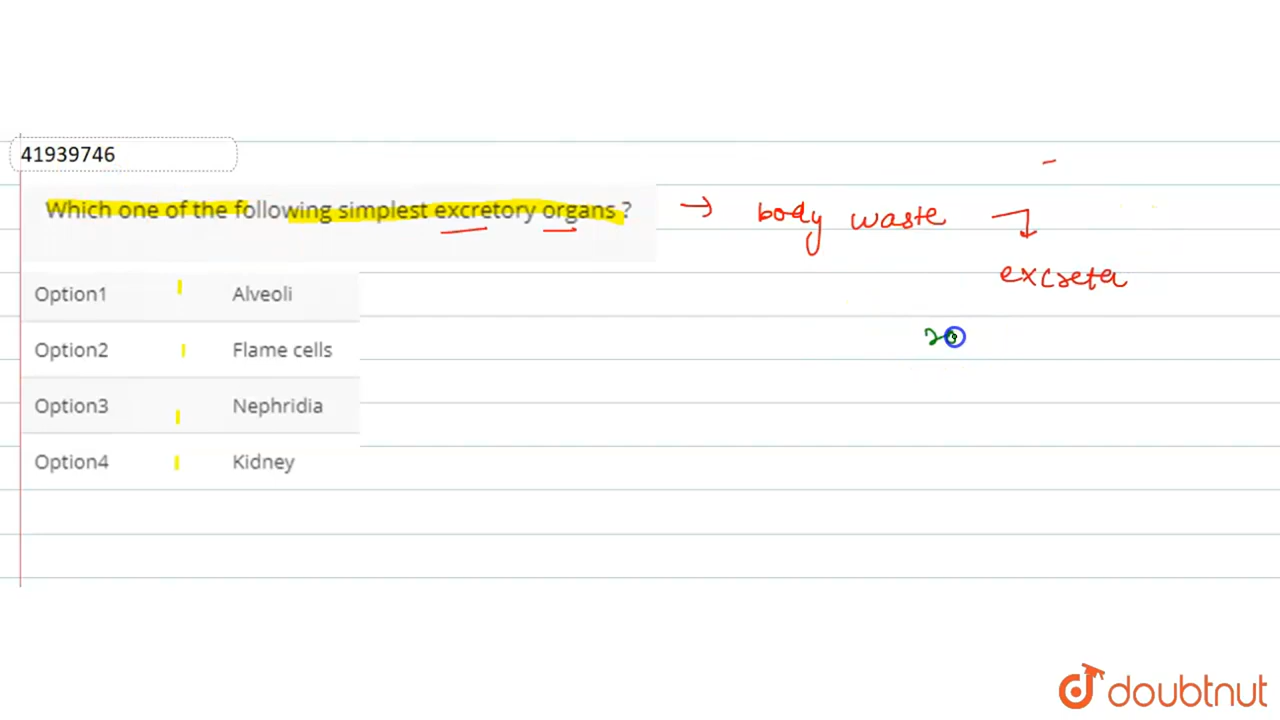 41939746
Which one of the following simplest excretory organs ?
→ body waste
excreta
Option1 Alveoli
Option2 Flame cells
Option3 Nephridia
Option4 Kidney
doubtnut